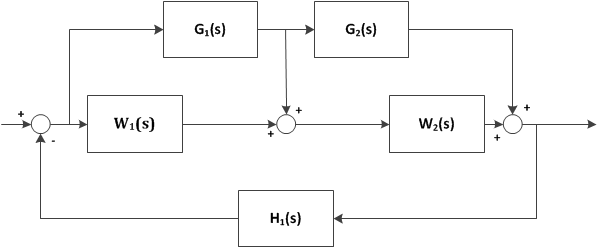 G₁(s) G₂(s)
+ + +
W₁(s) W₂(s)
+ +
-
H₁(s)